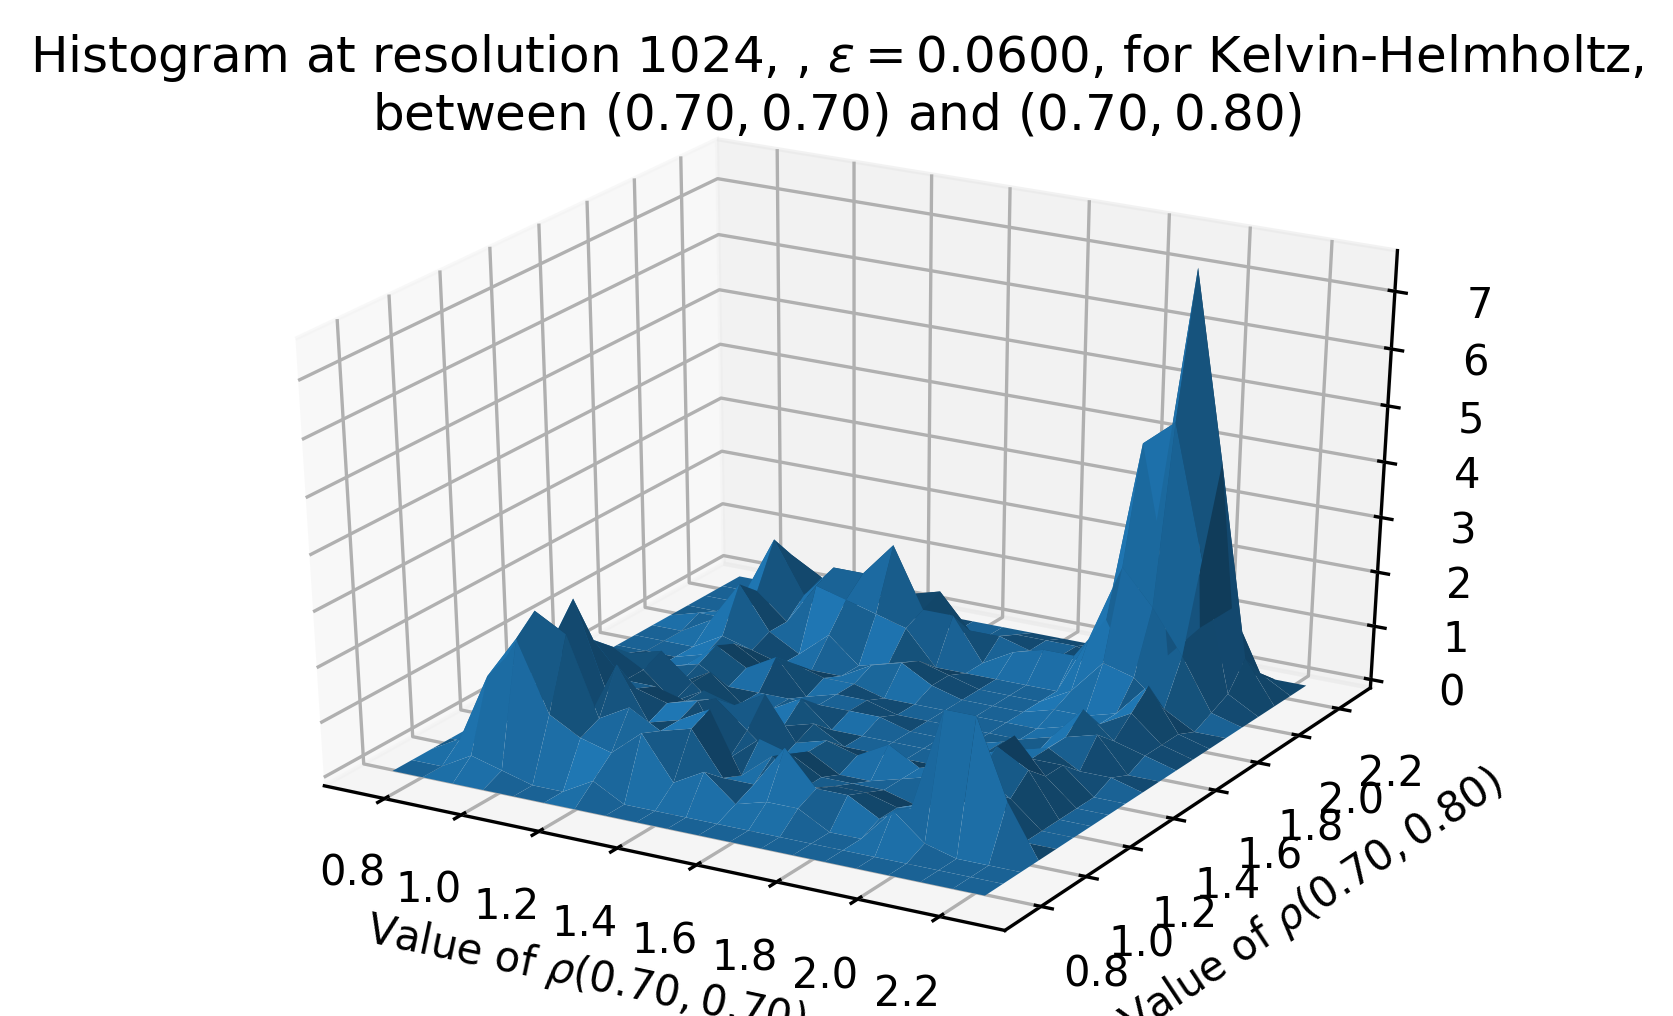 Histogram at resolution 1024, , ε = 0.0600, for Kelvin-Helmholtz,
between (0.70, 0.70) and (0.70, 0.80)
7
6
5
4
3
2
1
0
0.8 1.0 1.2 1.4 1.6 1.8 2.0 2.2
Value of ρ(0.70, 0.70)
0.8 1.0 1.2 1.4 1.6 1.8 2.0 2.2
Value of ρ(0.70, 0.80)